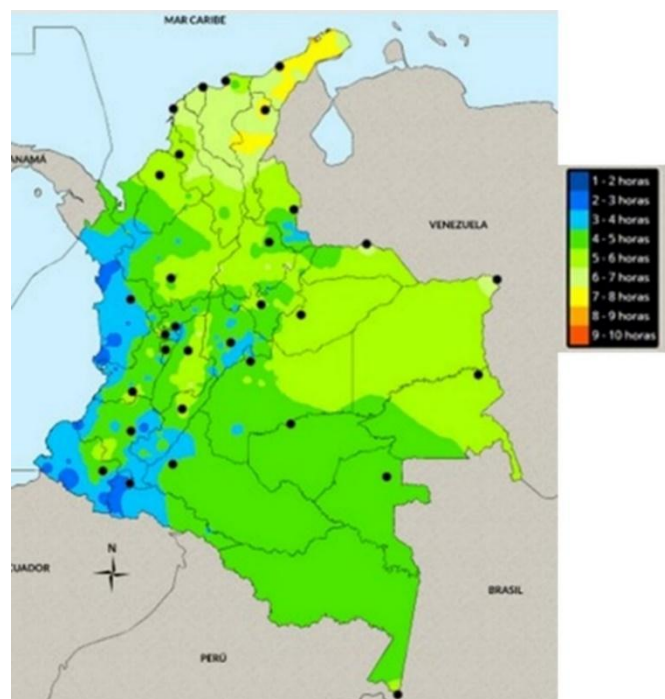 MAR CARIBE
ANAMÁ
VENEZUELA
1 - 2 horas
2 - 3 horas
3 - 4 horas
4 - 5 horas
5 - 6 horas
6 - 7 horas
7 - 8 horas
8 - 9 horas
9 - 10 horas
N
CUADOR
BRASIL
PERÚ